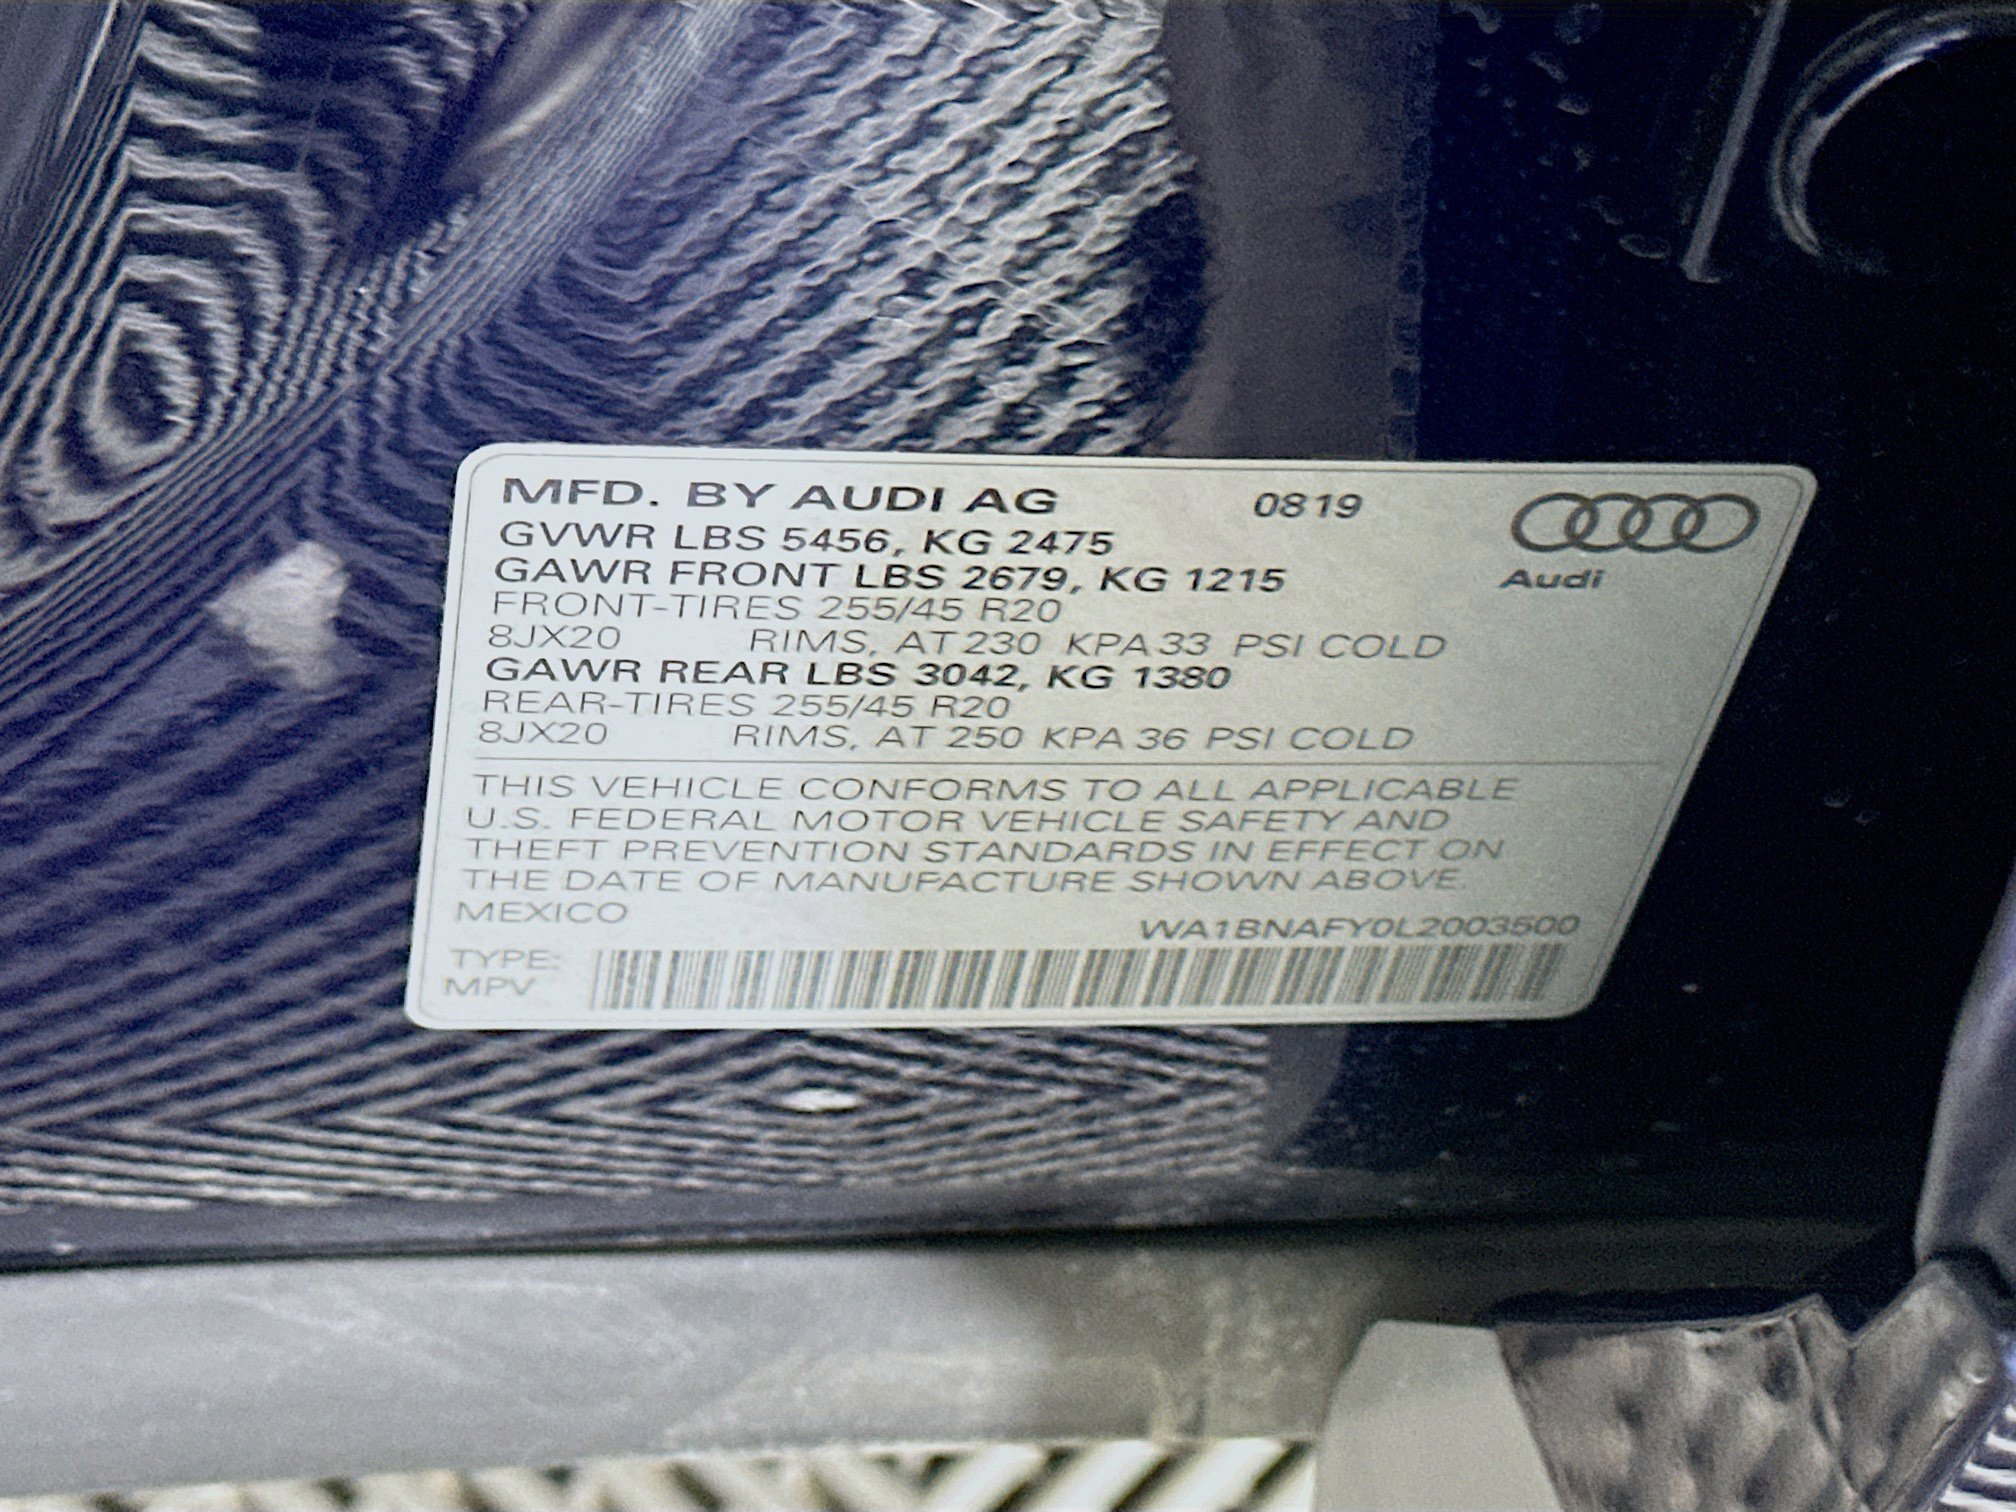 MFD. BY AUDI AG 0819
GVWR LBS 5456, KG 2475
GAWR FRONT LBS 2679, KG 1215
Audi
FRONT-TIRES 255/45 R20
8JX20 RIMS, AT 230 KPA 33 PSI COLD
GAWR REAR LBS 3042, KG 1380
REAR-TIRES 255/45 R20
8JX20 RIMS, AT 250 KPA 36 PSI COLD
THIS VEHICLE CONFORMS TO ALL APPLICABLE
U.S. FEDERAL MOTOR VEHICLE SAFETY AND
THEFT PREVENTION STANDARDS IN EFFECT ON
THE DATE OF MANUFACTURE SHOWN ABOVE.
MEXICO
WA1BNAFY0L2003500
TYPE:
MPV